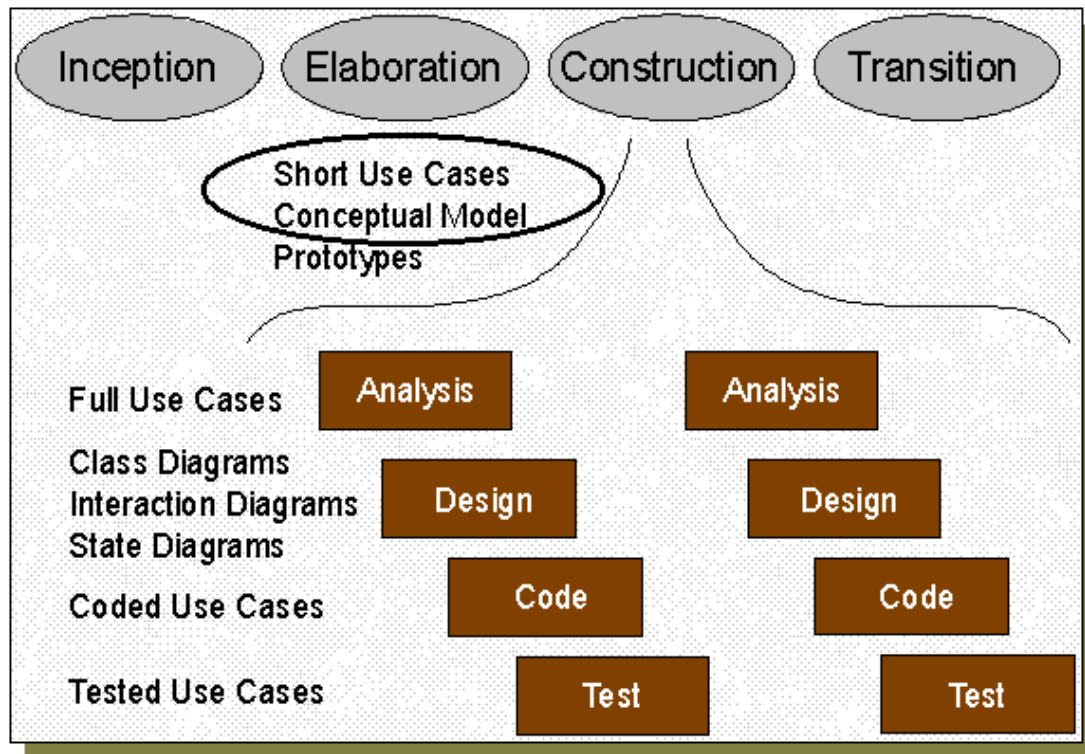 Inception
Elaboration
Construction
Transition
Short Use Cases
Conceptual Model
Prototypes
Full Use Cases
Analysis
Analysis
Class Diagrams
Interaction Diagrams
State Diagrams
Design
Design
Coded Use Cases
Code
Code
Tested Use Cases
Test
Test